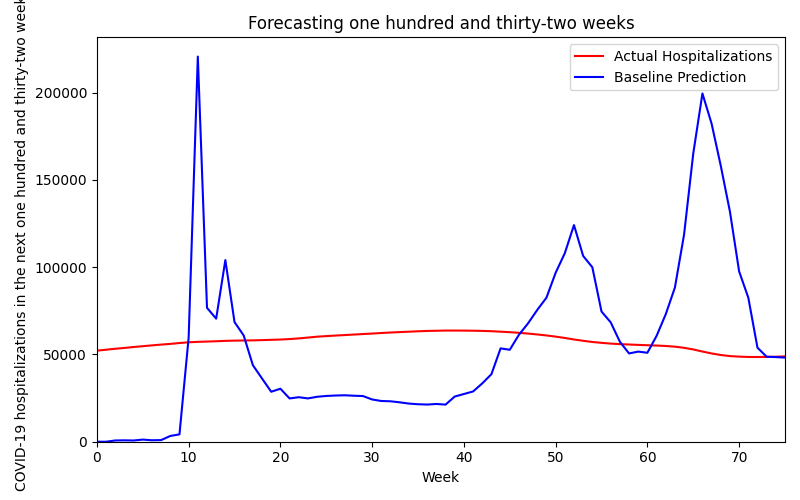 Forecasting one hundred and thirty-two weeks
COVID-19 hospitalizations in the next one hundred and thirty-two week
Actual Hospitalizations
Baseline Prediction
200000
150000
100000
50000
0
0 10 20 30 40 50 60 70
Week